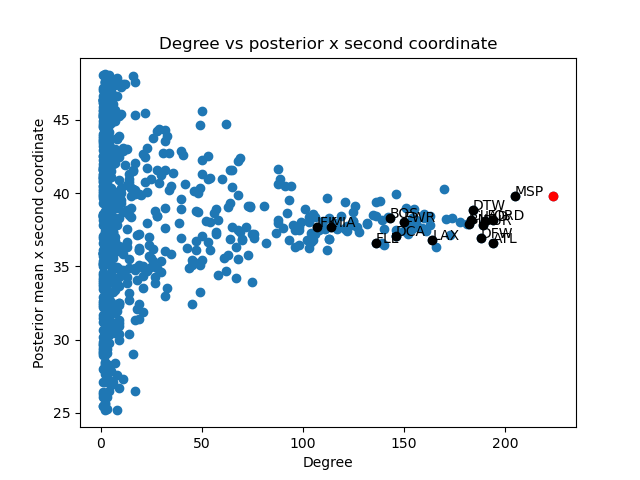 Degree vs posterior x second coordinate
Posterior mean x second coordinate
45
40
35
30
25
MSP
DTW
BOS
EWR
ORD
JFK
MIA
DCA
DFW
FLL
LAX
ATL
0
50
100
150
200
Degree